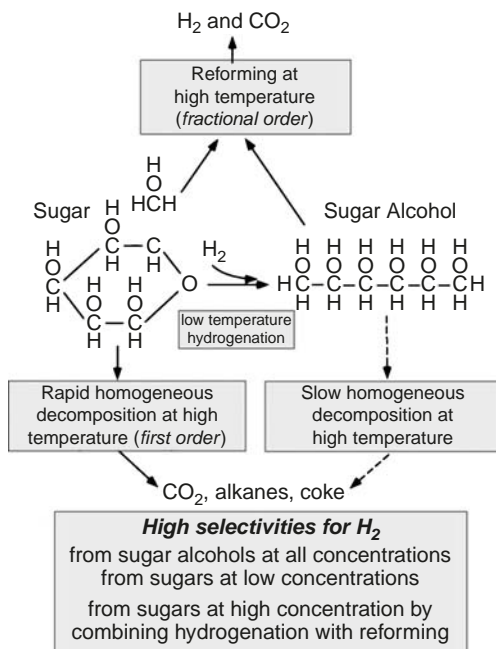 H2 and CO2
Reforming at
high temperature
(fractional order)
H
O
HCH
Sugar
H
O
H C C
H
O
H C H
H H
O O
H H C C
H H
O
H2
low temperature
hydrogenation
Sugar Alcohol
H H H H H H
O O O O O O
HC – C – C – C – C – CH
H H H H H H
Rapid homogeneous
decomposition at high
temperature (first order)
Slow homogeneous
decomposition at
high temperature
CO2, alkanes, coke
High selectivities for H2
from sugar alcohols at all concentrations
from sugars at low concentrations
from sugars at high concentration by
combining hydrogenation with reforming